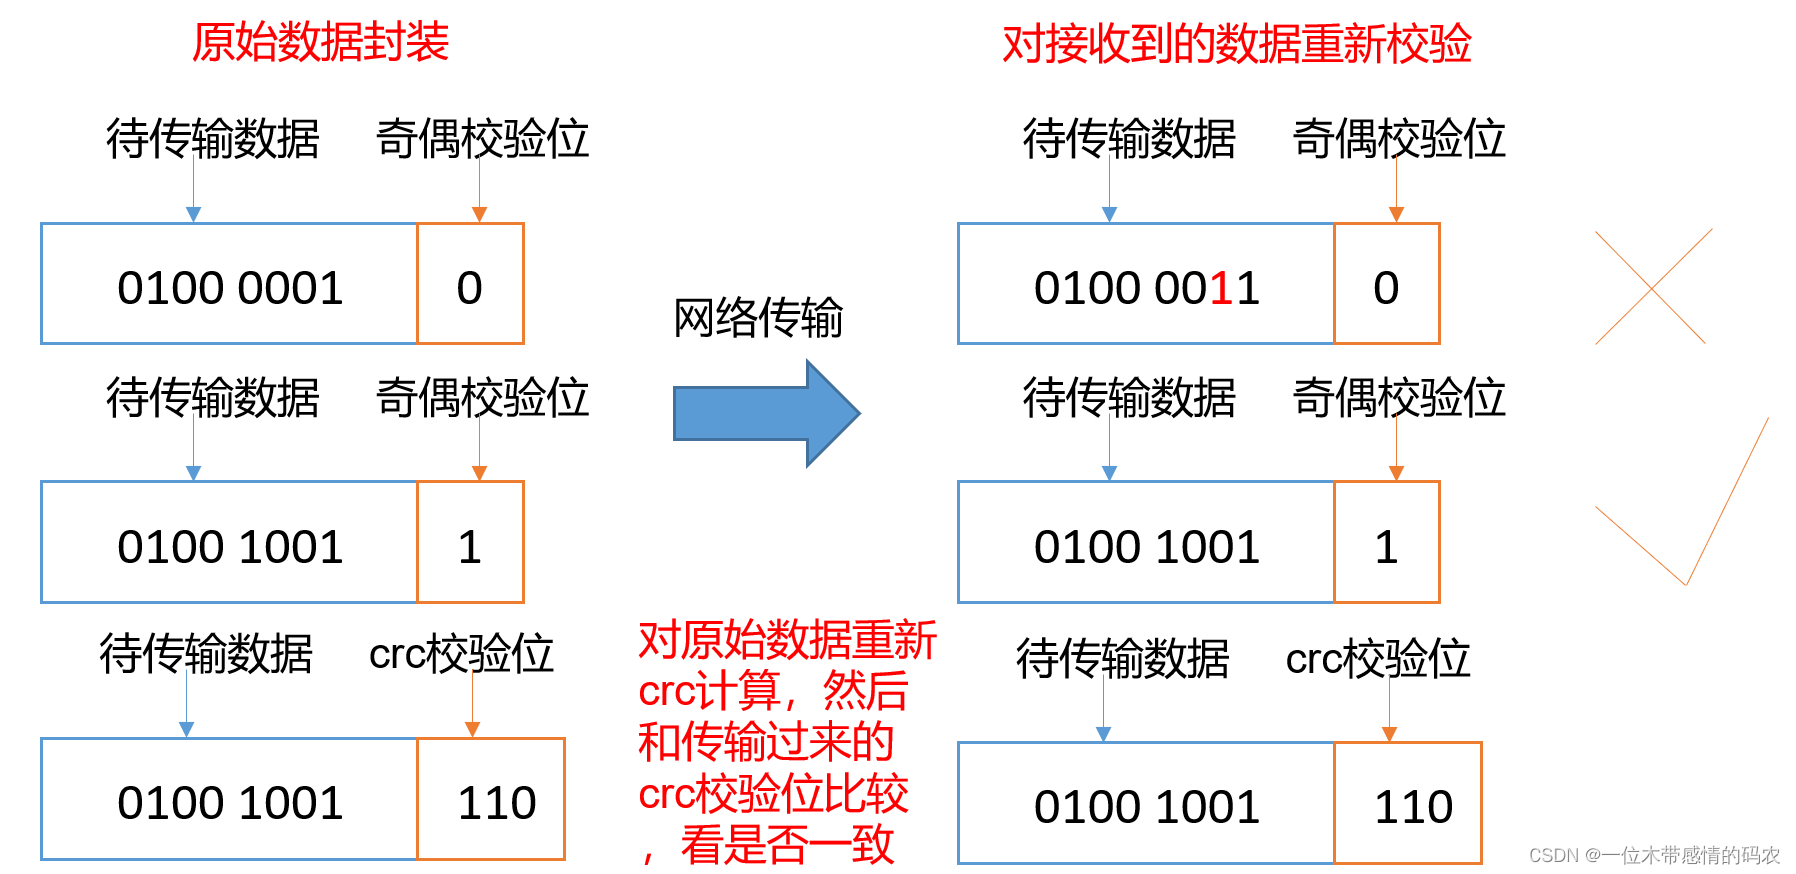 原始数据封装
对接收到的数据重新校验
待传输数据 奇偶校验位
待传输数据 奇偶校验位
0100 0001 0
0100 0011 0
网络传输
待传输数据 奇偶校验位
待传输数据 奇偶校验位
0100 1001 1
0100 1001 1
对原始数据重新
crc计算，然后
和传输过来的
crc校验位比较
，看是否一致
待传输数据 crc校验位
待传输数据 crc校验位
0100 1001 110
0100 1001 110
CSDN @一位木带感情的码农